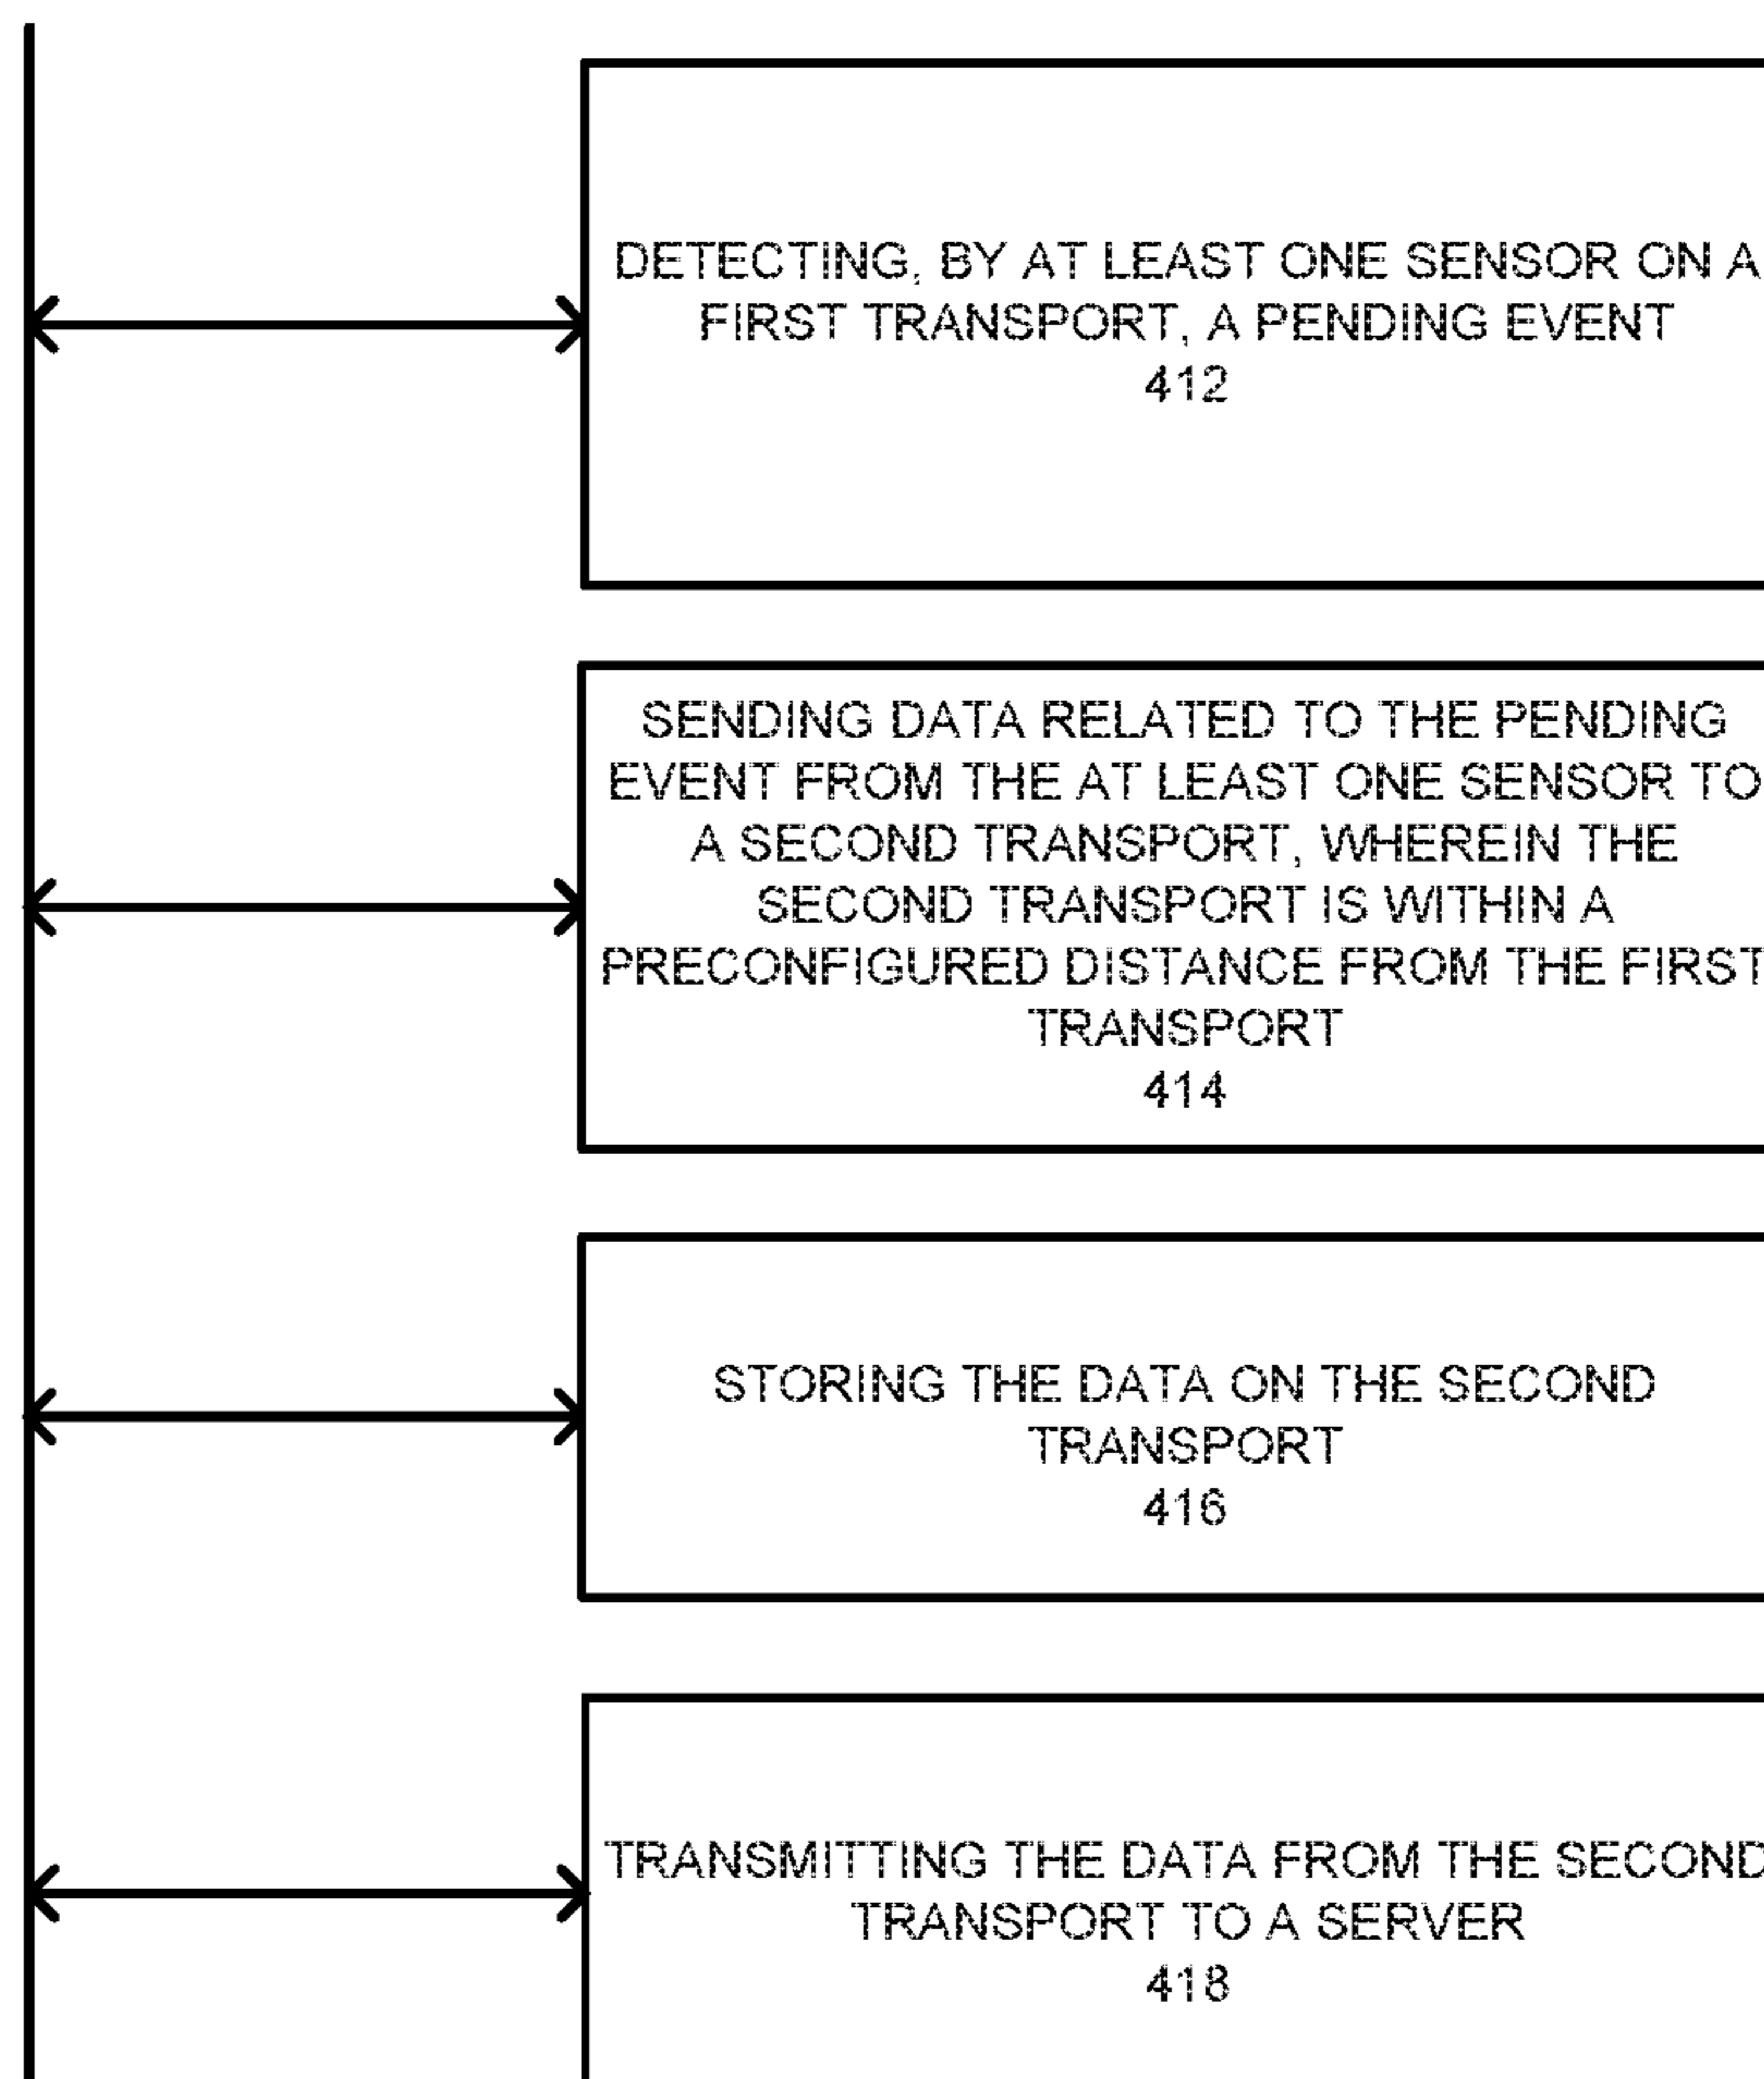 DETECTING, BY AT LEAST ONE SENSOR ON A
FIRST TRANSPORT, A PENDING EVENT
412
SENDING DATA RELATED TO THE PENDING
EVENT FROM THE AT LEAST ONE SENSOR TO
A SECOND TRANSPORT, WHEREIN THE
SECOND TRANSPORT IS WITHIN A
PRECONFIGURED DISTANCE FROM THE FIRST
TRANSPORT
414
STORING THE DATA ON THE SECOND
TRANSPORT
416
TRANSMITTING THE DATA FROM THE SECOND
TRANSPORT TO A SERVER
418